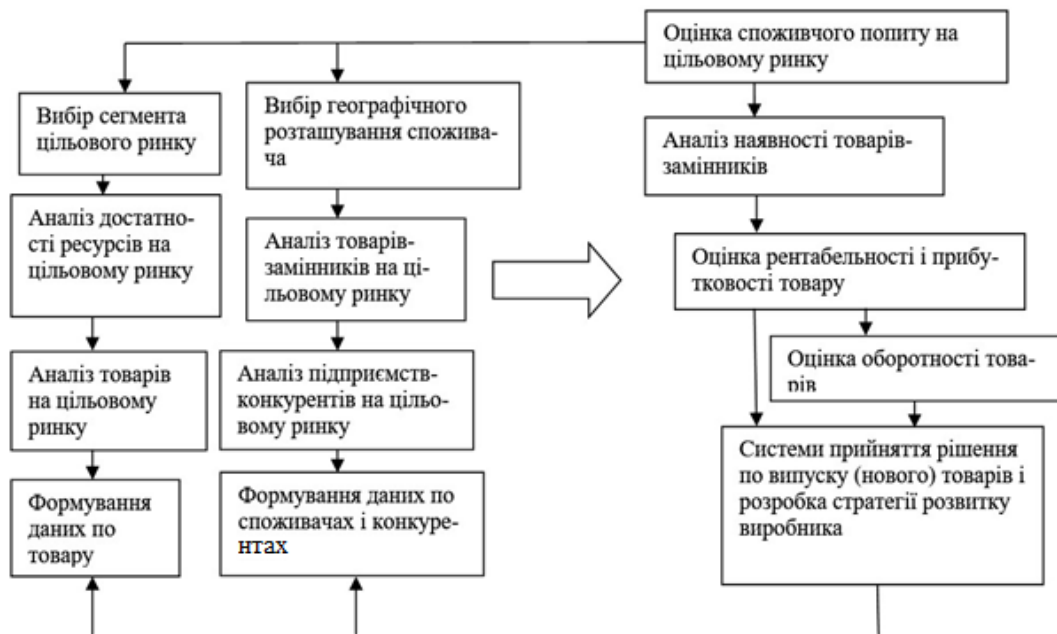 Оцінка споживчого попиту на
цільовому ринку
Вибір сегмента
цільового ринку
Вибір географічного
розташування спожива-
ча
Аналіз наявності товарів-
замінників
Аналіз достатно-
сті ресурсів на
цільовому ринку
Аналіз товарів-
замінників на ці-
льовому ринку
Оцінка рентабельності і прибу-
тковості товару
Аналіз товарів
на цільовому
ринку
Аналіз підприємств-
конкурентів на цільо-
вому ринку
Оцінка оборотності това-
рів
Формування
даних по
товару
Формування даних по
споживачах і конкуре-
нтах
Системи прийняття рішення
по випуску (нового) товарів і
розробка стратегії розвитку
виробника